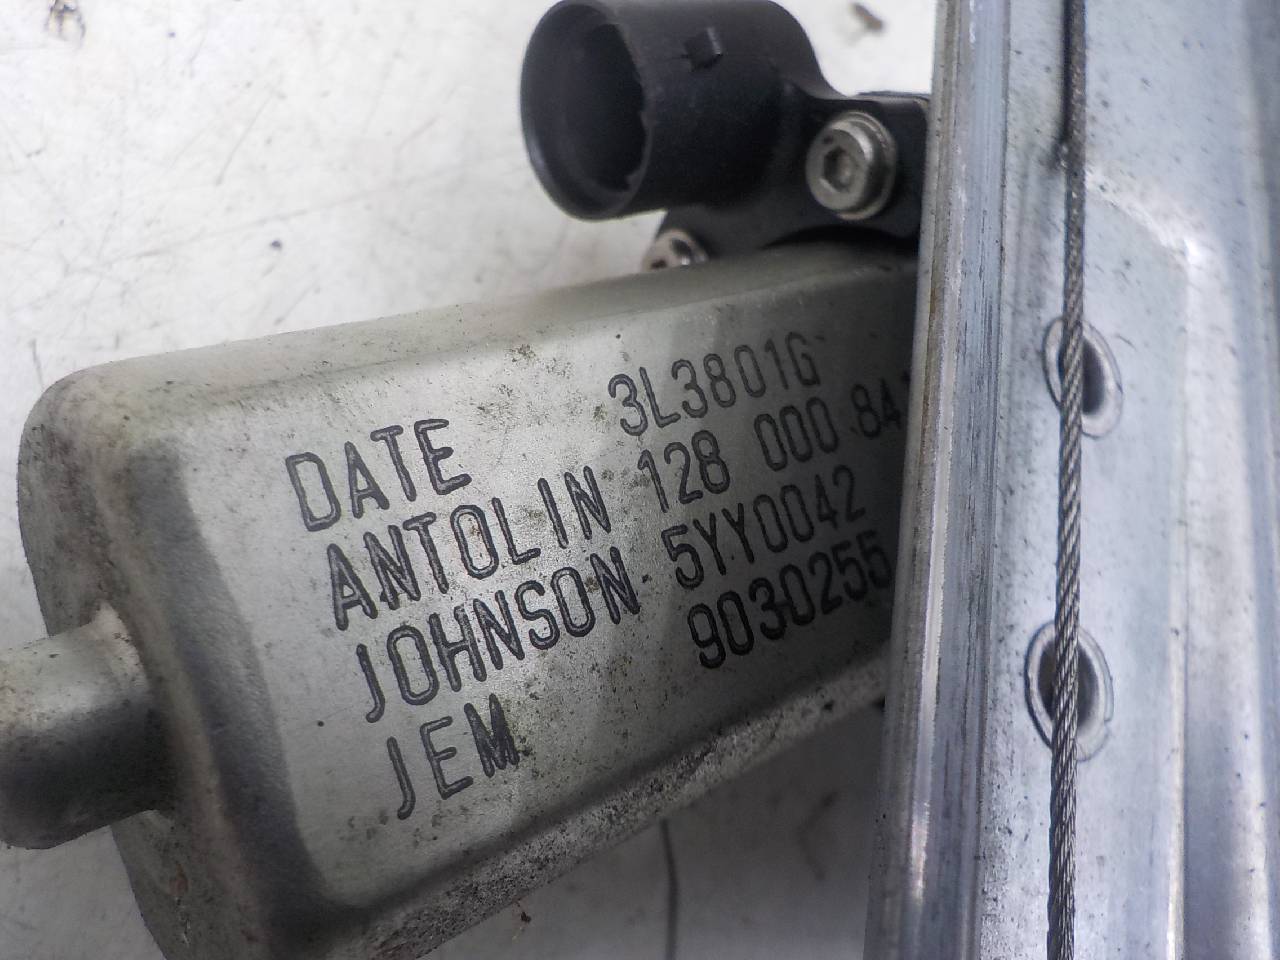 DATE 3L3801G
ANTOLIN 128 000 84
JOHNSON 5YY0042
JEM 9030255